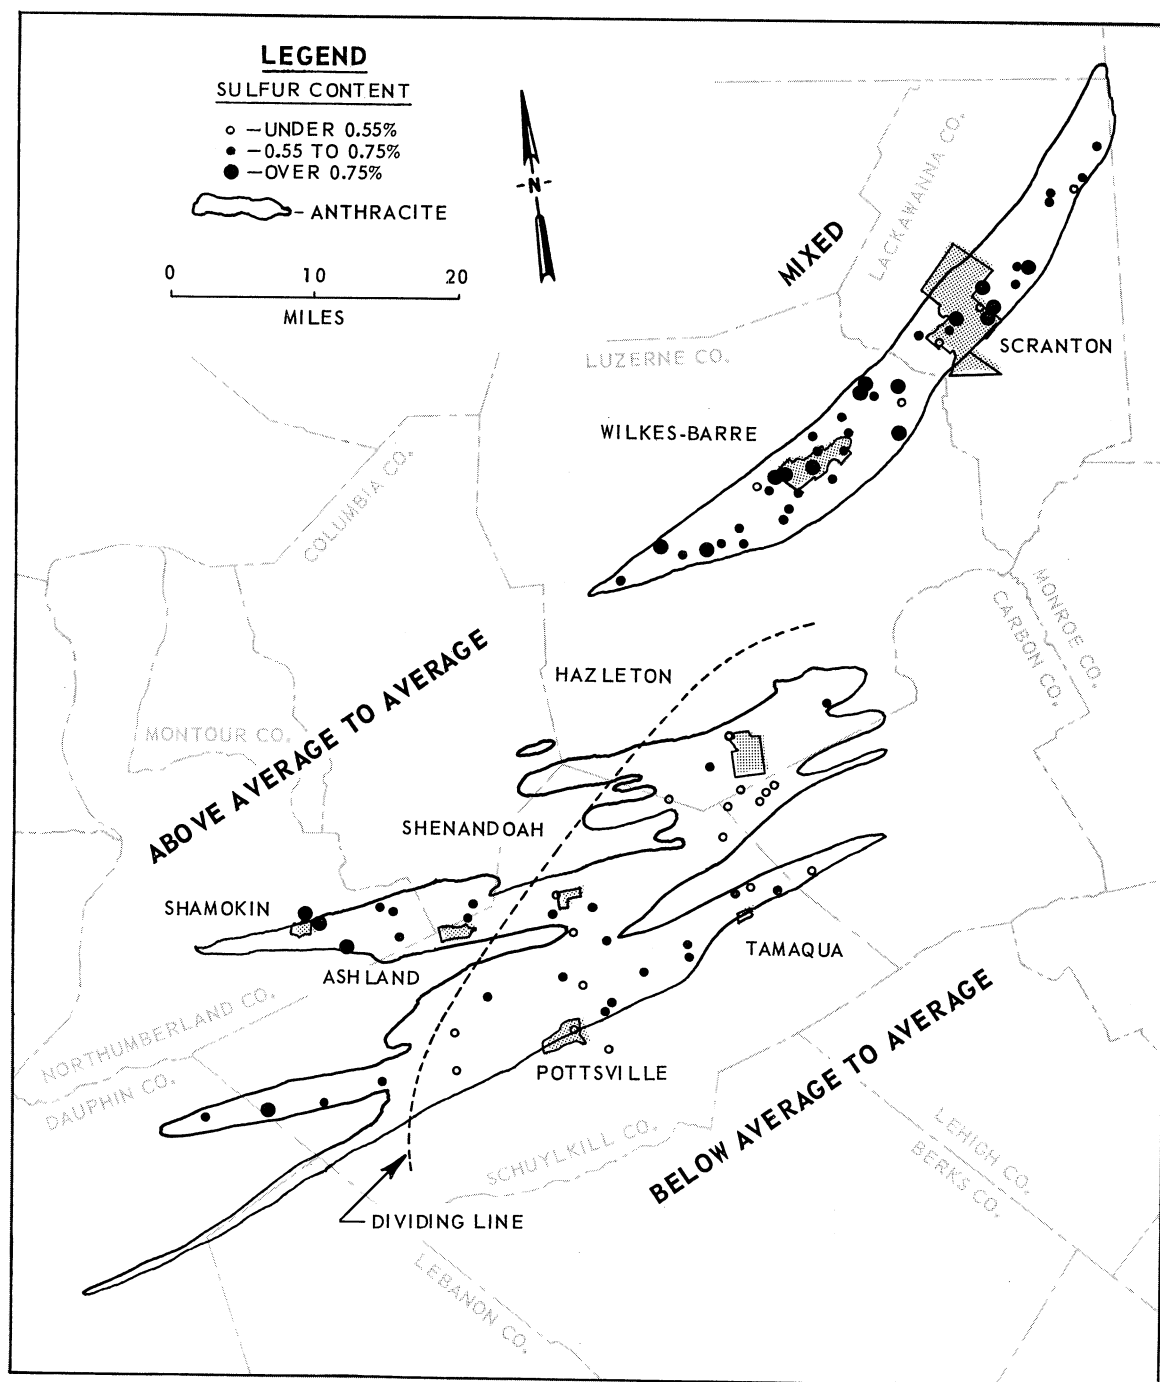 LEGEND
SULFUR CONTENT
—UNDER 0.55%
—0.55 TO 0.75%
—OVER 0.75%
—ANTHRACITE
0 10 20
MILES
-N-
MIXED
LACKAWANNA CO.
SCRANTON
LUZERNE CO.
WILKES-BARRE
COLUMBIA CO.
MONROE CO.
CARBON CO.
HAZLETON
MONTOUR CO.
ABOVE AVERAGE TO AVERAGE
SHENANDOAH
SHAMOKIN
ASHLAND
TAMAQUA
NORTHUMBERLAND CO.
DAUPHIN CO.
POTTSVILLE
BELOW AVERAGE TO AVERAGE
SCHUYLKILL CO.
LEHIGH CO.
BERKS CO.
DIVIDING LINE
LEBANON CO.